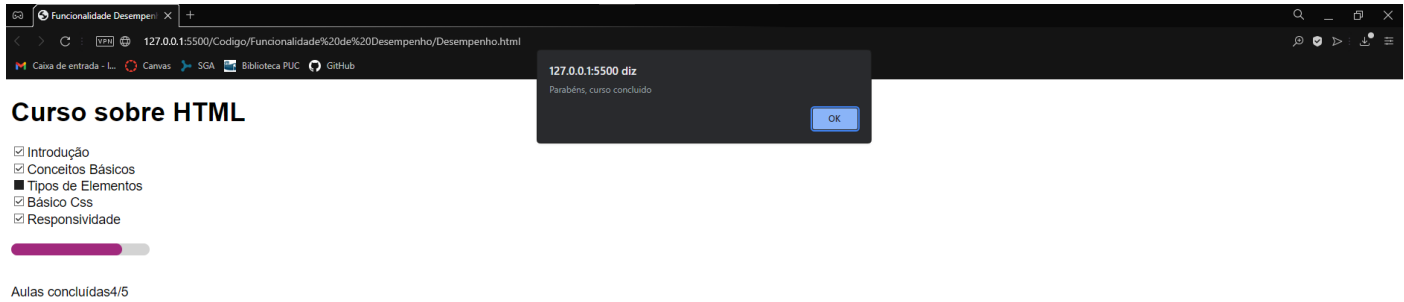 Funcionalidade Desempen
VPN 127.0.0.1:5500/Codigo/Funcionalidade%20de%20Desempenho/Desempenho.html
Caixa de entrada - l... Canvas SGA Biblioteca PUC GitHub
127.0.0.1:5500 diz
Parabéns, curso concluido
OK
Curso sobre HTML
Introdução
Conceitos Básicos
Tipos de Elementos
Básico Css
Responsividade
Aulas concluídas4/5